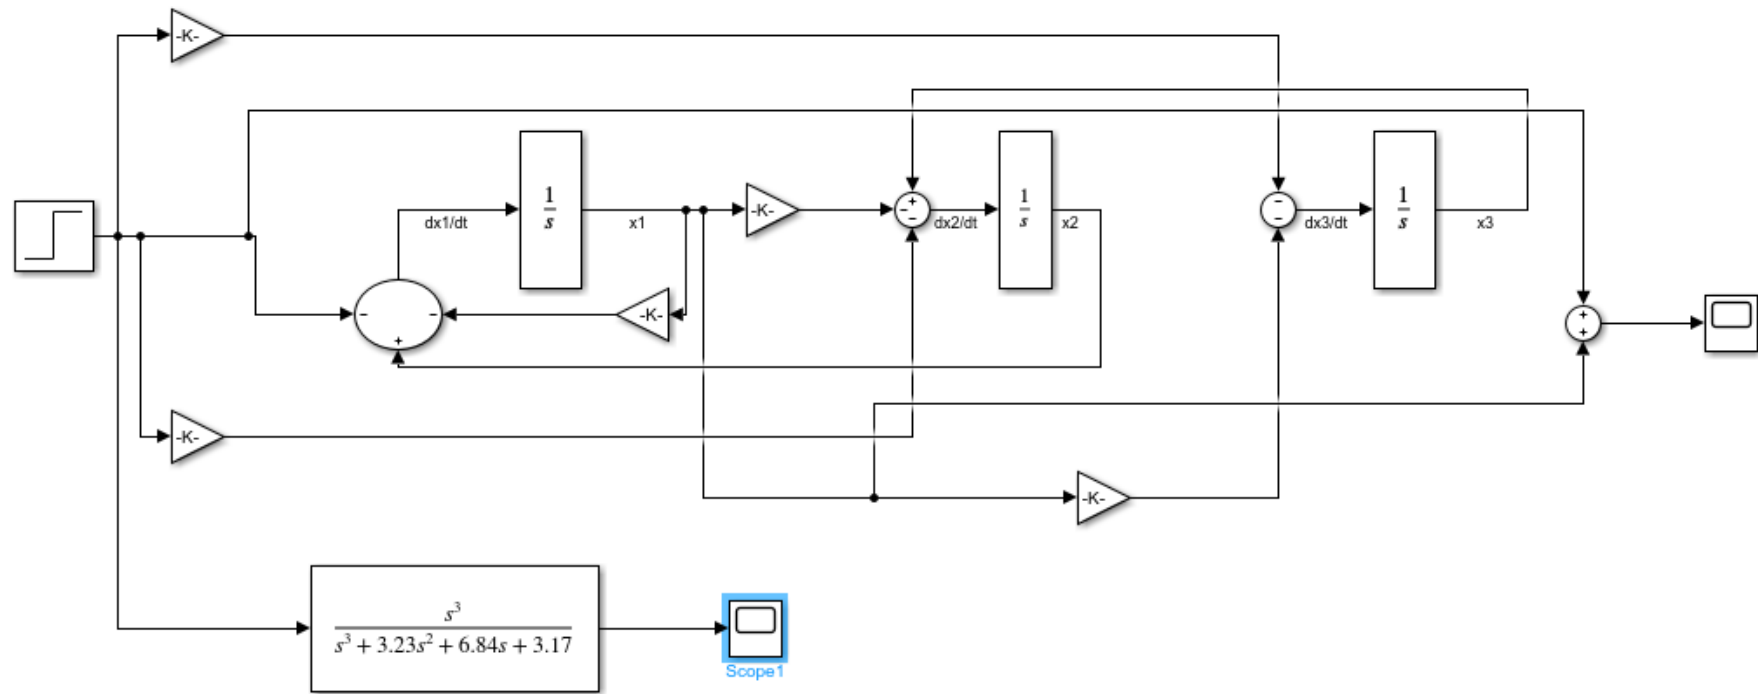 -K-
1
s
dx1/dt
x1
-K-
-
+
-
dx2/dt
1
s
x2
-
-
dx3/dt
1
s
x3
-
-
+
-K-
+
+
-K-
-K-
s³
s³ + 3.23s² + 6.84s + 3.17
Scope1